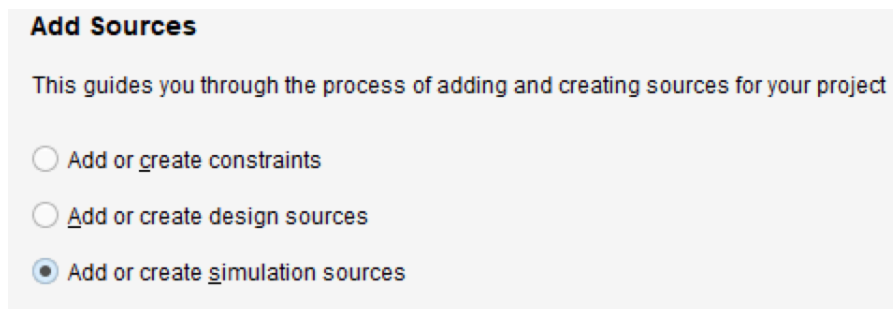 Add Sources
This guides you through the process of adding and creating sources for your project
Add or create constraints
Add or create design sources
Add or create simulation sources